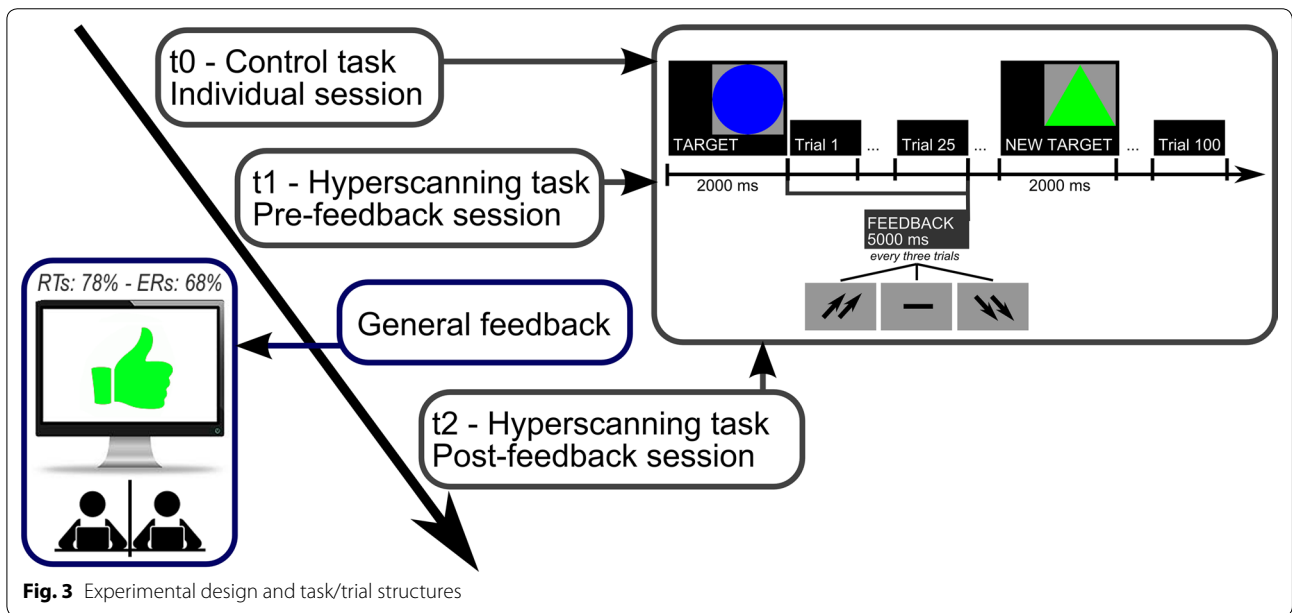 t0 - Control task
Individual session
t1 - Hyperscanning task
Pre-feedback session
RTs: 78% - ERs: 68%
General feedback
t2 - Hyperscanning task
Post-feedback session
TARGET
Trial 1
...
Trial 25
...
NEW TARGET
...
Trial 100
2000 ms
2000 ms
FEEDBACK
5000 ms
every three trials
Fig. 3 Experimental design and task/trial structures